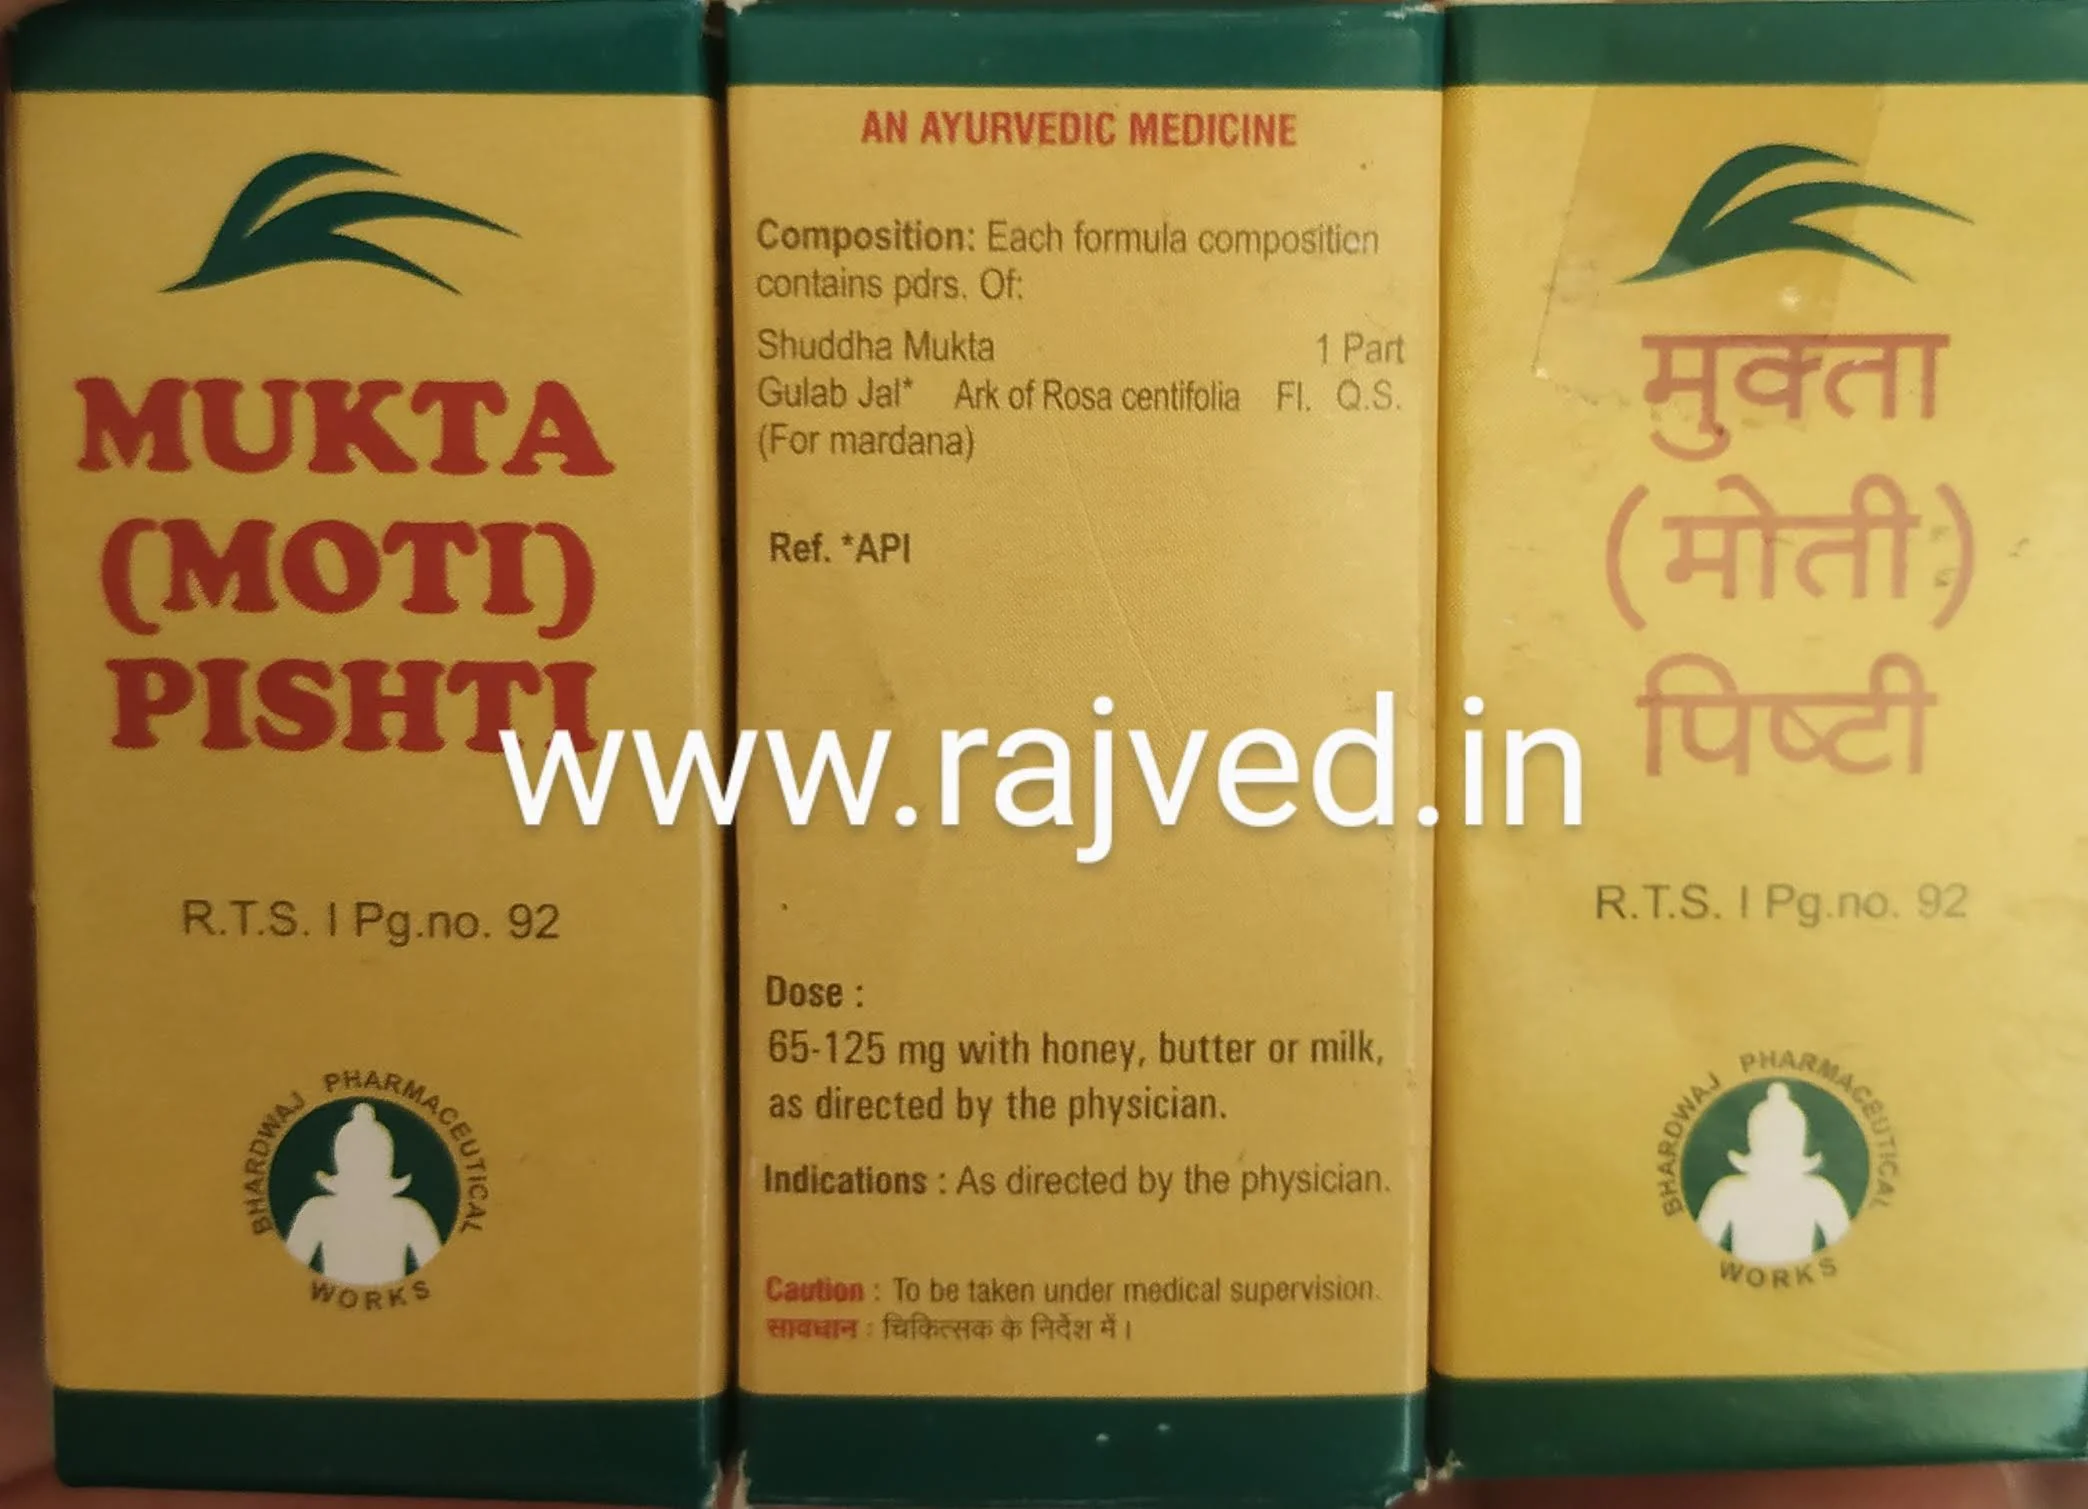 MUKTA
(MOTI)
PISHTI
R.T.S. I Pg.no. 92
BHARDWAJ PHARMACEUTICAL
WORKS
AN AYURVEDIC MEDICINE
Composition: Each formula composition
contains pdrs. Of:
Shuddha Mukta 1 Part
Gulab Jal* Ark of Rosa centifolia Fl. Q.S.
(For mardana)
Ref. *API
Dose :
65-125 mg with honey, butter or milk,
as directed by the physician.
Indications : As directed by the physician.
Caution : To be taken under medical supervision.
सावधान : चिकित्सक के निर्देश में।
मुक्ता
(मोती)
पिष्टी
R.T.S. I Pg.no. 92
BHARDWAJ PHARMACEUTICAL
WORKS
www.rajved.in